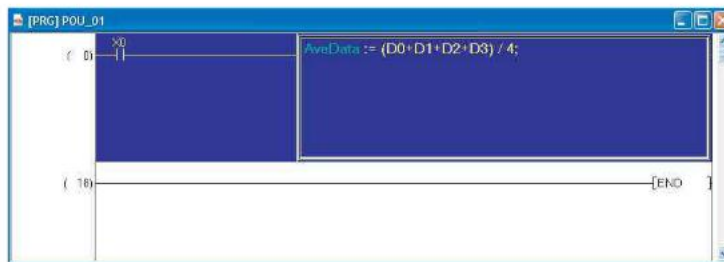 [PRG] POU_01
X0
( 0)
AveData := (D0+D1+D2+D3) / 4;
( 18)
[END ]